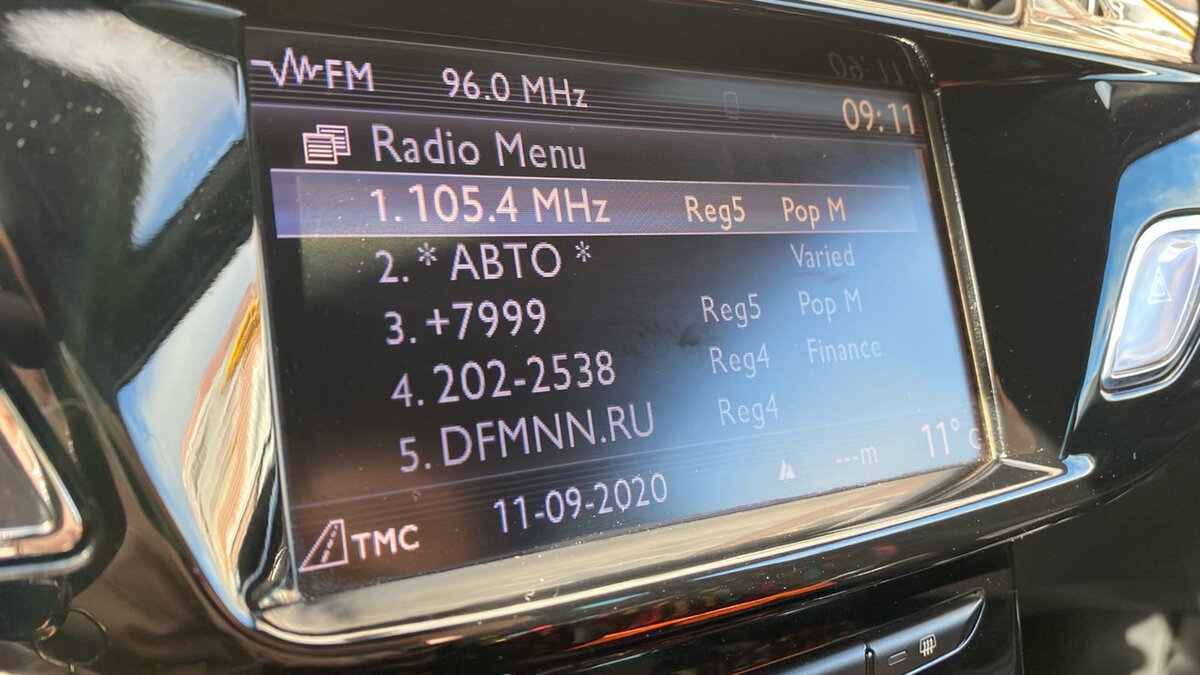 FM 96.0 MHz 09:11
Radio Menu
1. 105.4 MHz Reg5 Pop M
2. * АВТО * Varied
3. +7999 Reg5 Pop M
4. 202-2538 Reg4 Finance
5. DFMNN.RU Reg4
---m 11° C
TMC 11-09-2020